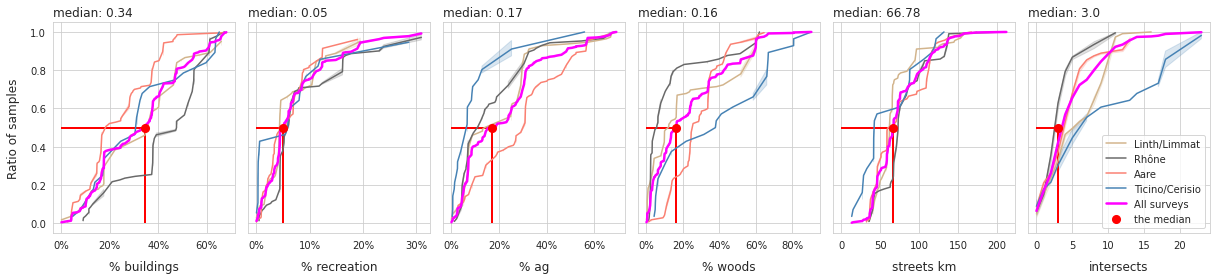 median: 0.34 median: 0.05 median: 0.17 median: 0.16 median: 66.78 median: 3.0
Ratio of samples
1.0
0.8
0.6
0.4
0.2
0.0
Linth/Limmat
Rhône
Aare
Ticino/Cerisio
All surveys
the median
0% 20% 40% 60% 0% 10% 20% 30% 0% 20% 40% 60% 0% 20% 40% 60% 80% 0 50 100 150 200 0 5 10 15 20
% buildings % recreation % ag % woods streets km intersects